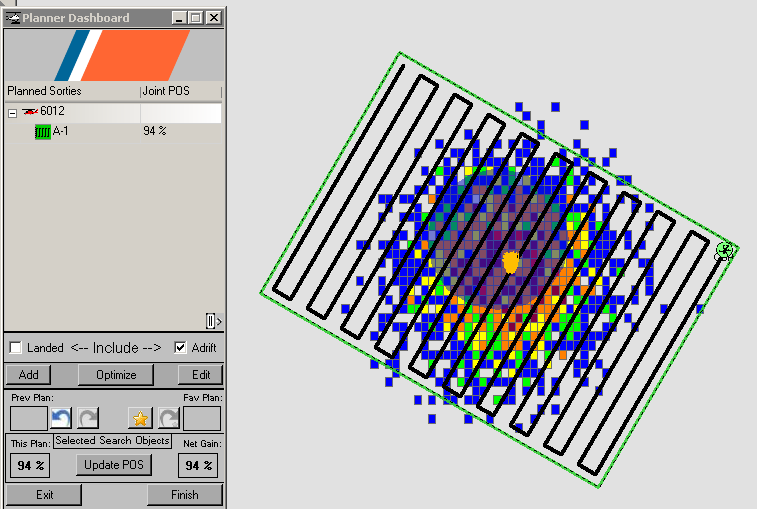 Planner Dashboard
Planned Sorties Joint POS
6012
A-1 94 %
Landed <-- Include --> Adrift
Add Optimize Edit
Prev Plan: Fav Plan:
This Plan: Selected Search Objects Net Gain:
94 % Update POS 94 %
Exit Finish